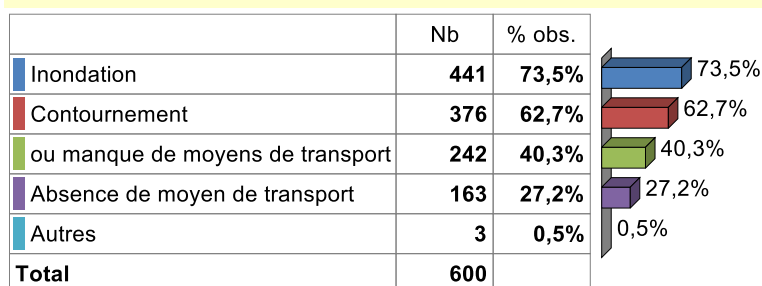 Nb % obs.
Inondation 441 73,5% 73,5%
Contournement 376 62,7% 62,7%
ou manque de moyens de transport 242 40,3% 40,3%
Absence de moyen de transport 163 27,2% 27,2%
Autres 3 0,5% 0,5%
Total 600